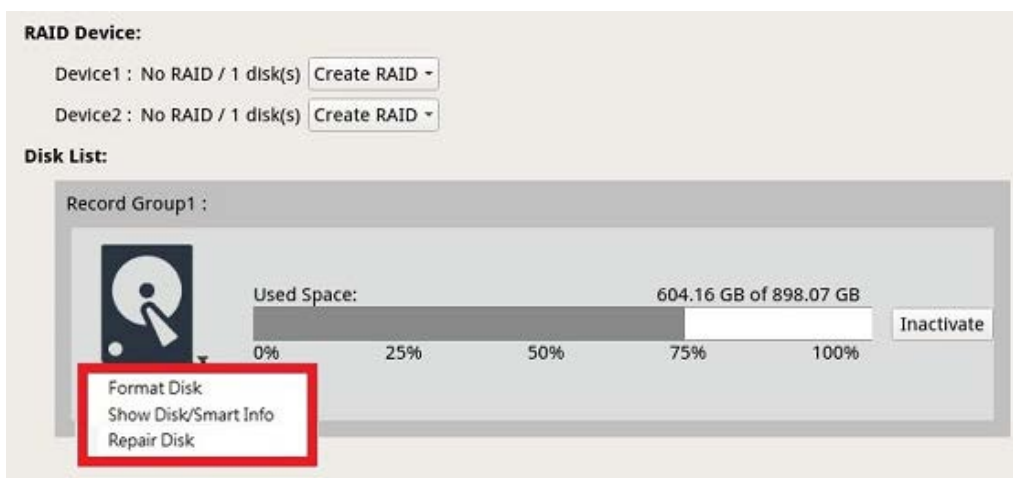 RAID Device:
Device1 : No RAID / 1 disk(s) Create RAID
Device2 : No RAID / 1 disk(s) Create RAID
Disk List:
Record Group1 :
Used Space: 604.16 GB of 898.07 GB
Inactivate
0% 25% 50% 75% 100%
Format Disk
Show Disk/Smart Info
Repair Disk